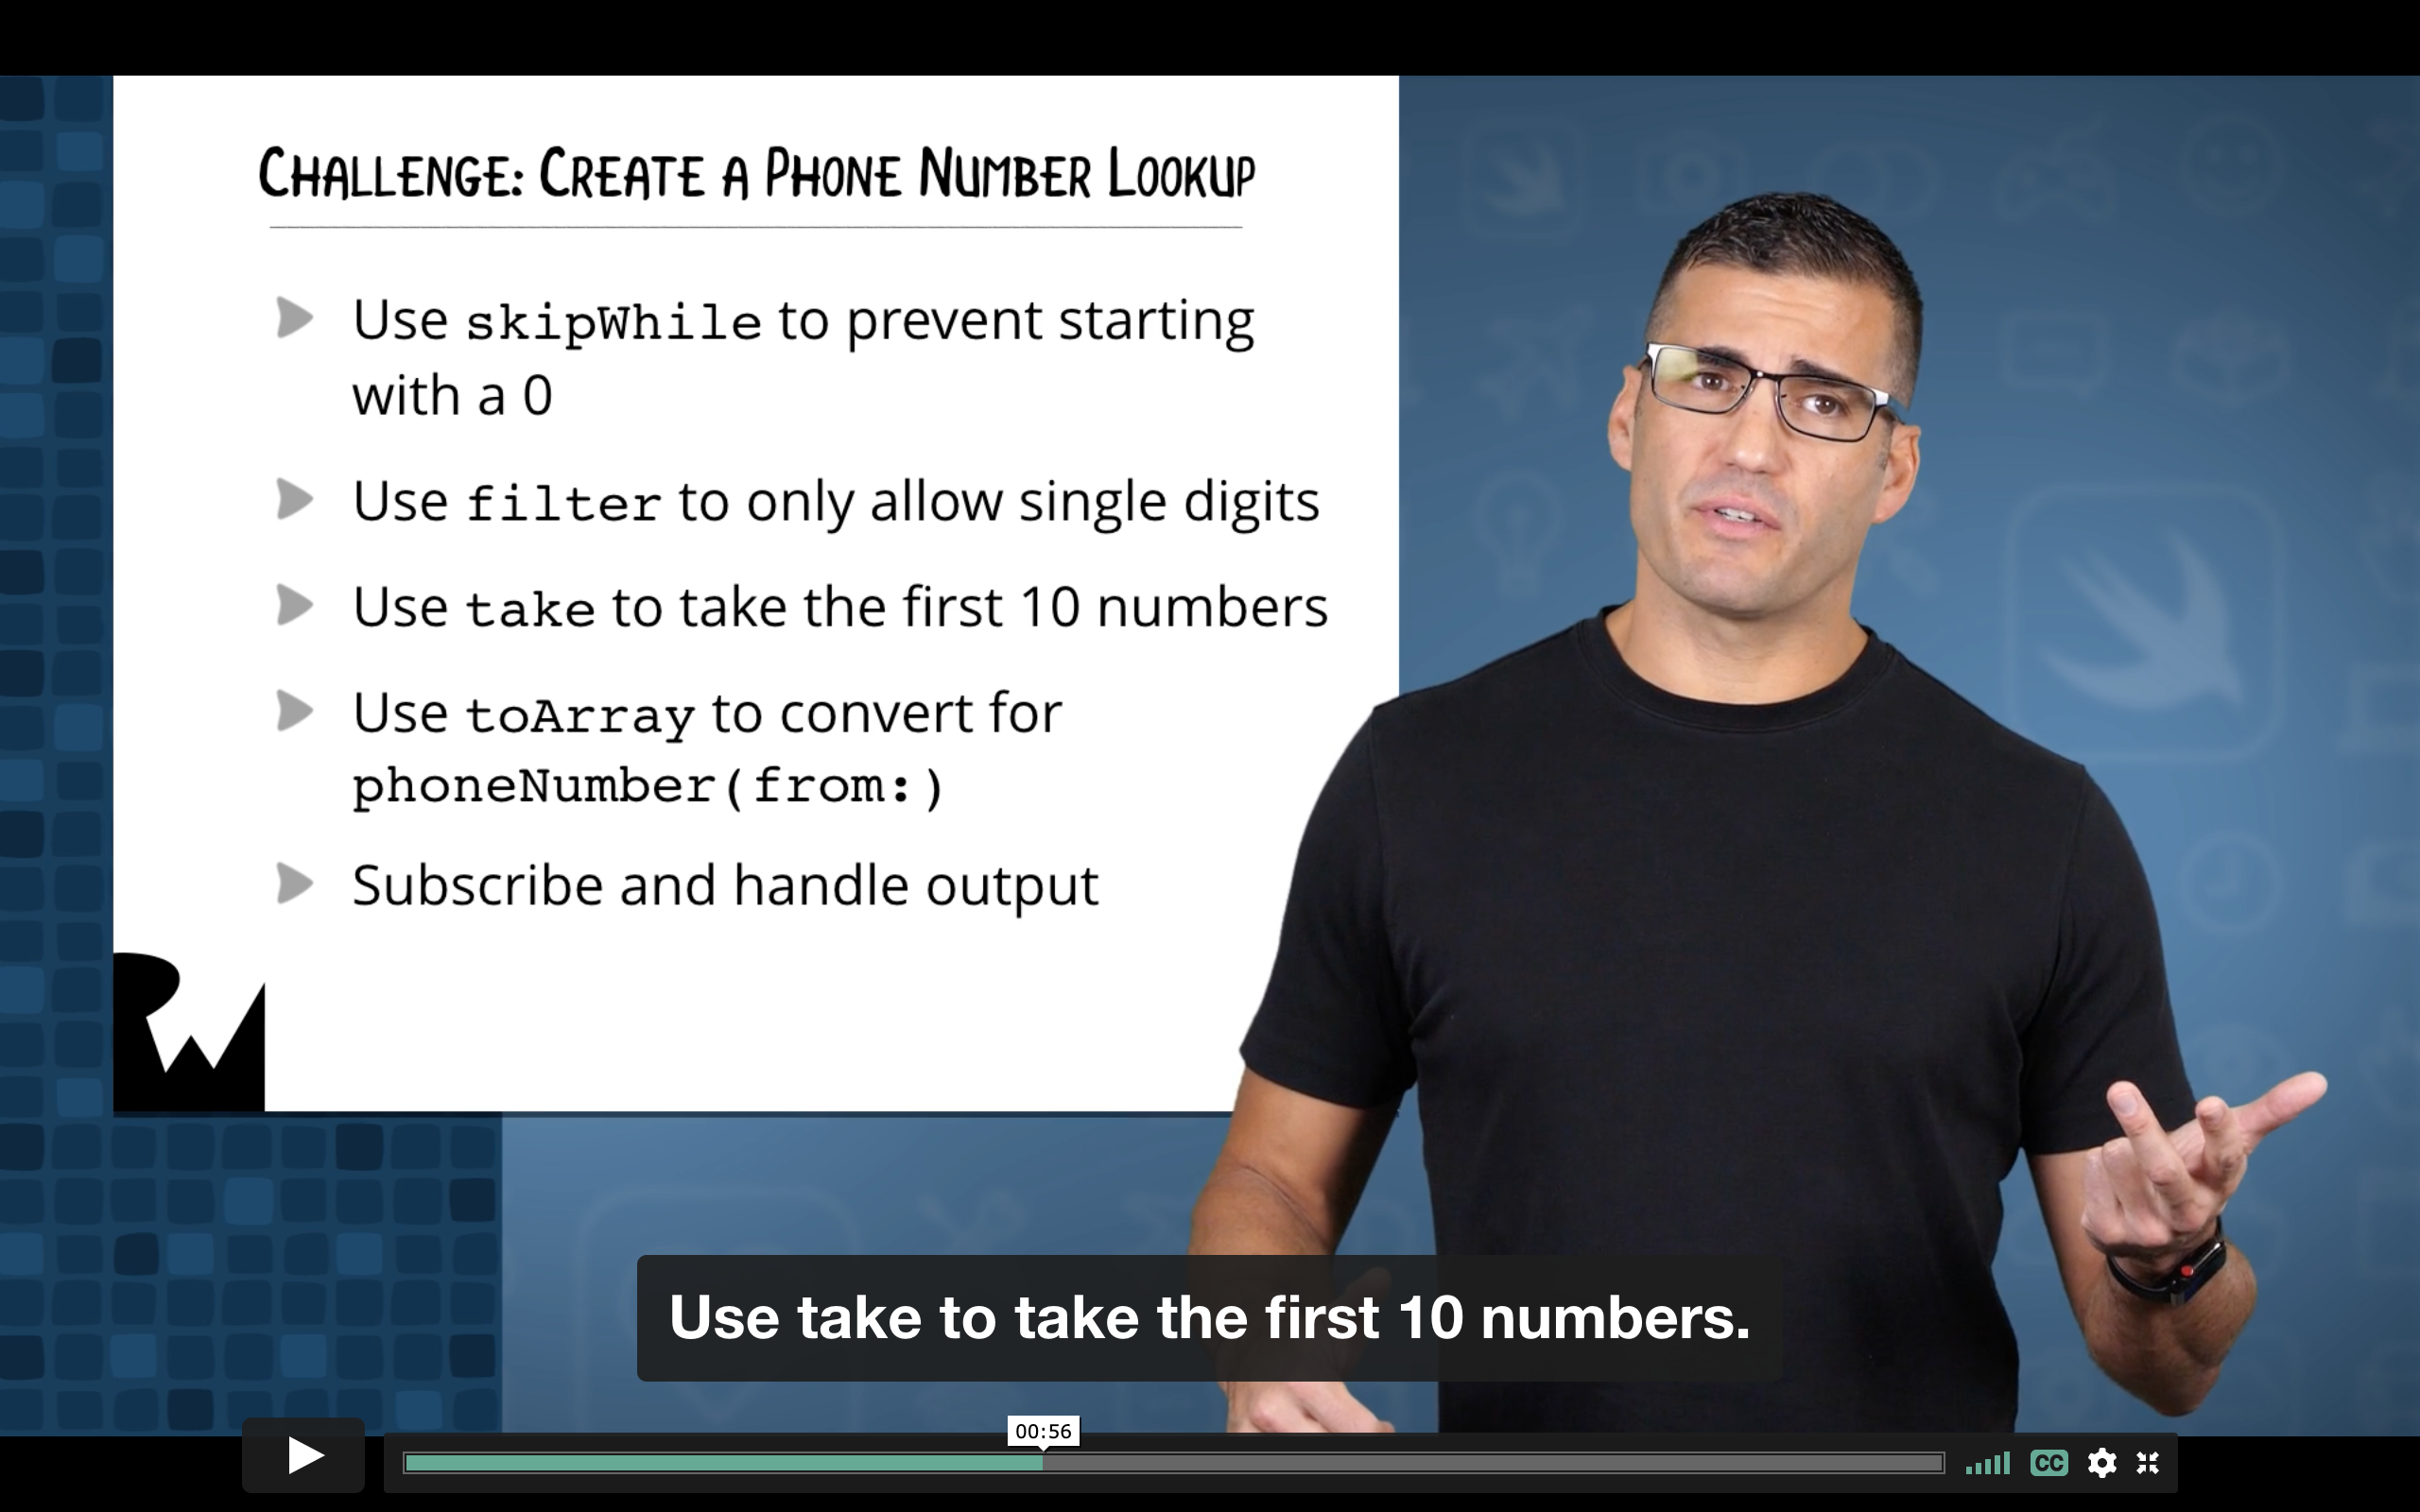 Challenge: Create a Phone Number Lookup
Use skipWhile to prevent starting
with a 0
Use filter to only allow single digits
Use take to take the first 10 numbers
Use toArray to convert for
phoneNumber(from:)
Subscribe and handle output
RW
Use take to take the first 10 numbers.
00:56
CC